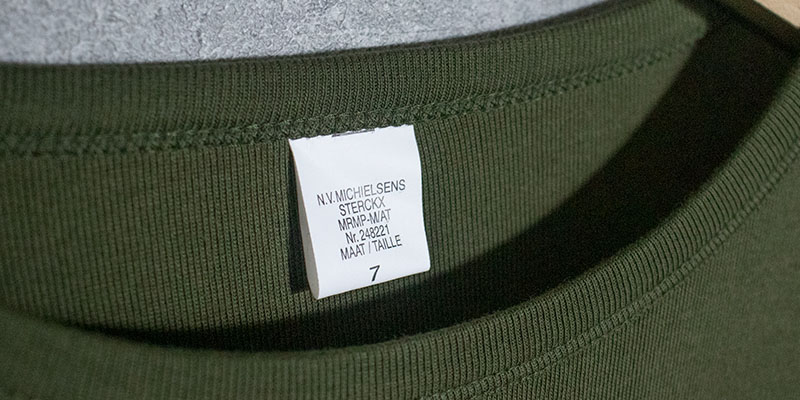 N.V. MICHIELSENS
STERCKX
MRMP-M/AT
Nr. 248221
MAAT / TAILLE
7